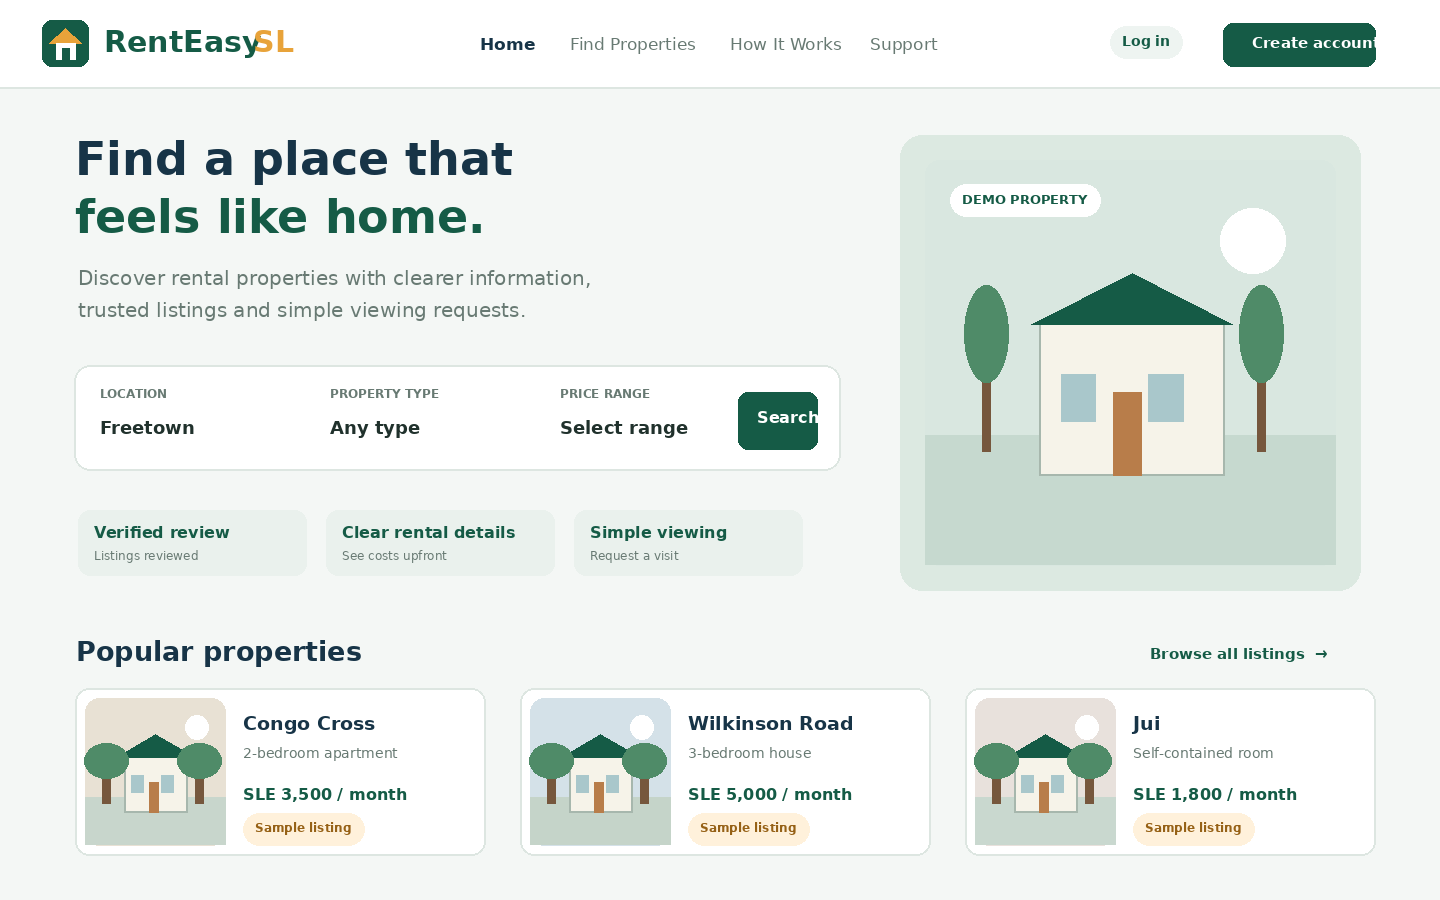 RentEasySL
Home Find Properties How It Works Support
Log in
Create account
Find a place that
feels like home.
Discover rental properties with clearer information,
trusted listings and simple viewing requests.
LOCATION PROPERTY TYPE PRICE RANGE
Freetown Any type Select range
Search
Verified review
Listings reviewed
Clear rental details
See costs upfront
Simple viewing
Request a visit
DEMO PROPERTY
Popular properties
Browse all listings →
Congo Cross
2-bedroom apartment
SLE 3,500 / month
Sample listing
Wilkinson Road
3-bedroom house
SLE 5,000 / month
Sample listing
Jui
Self-contained room
SLE 1,800 / month
Sample listing